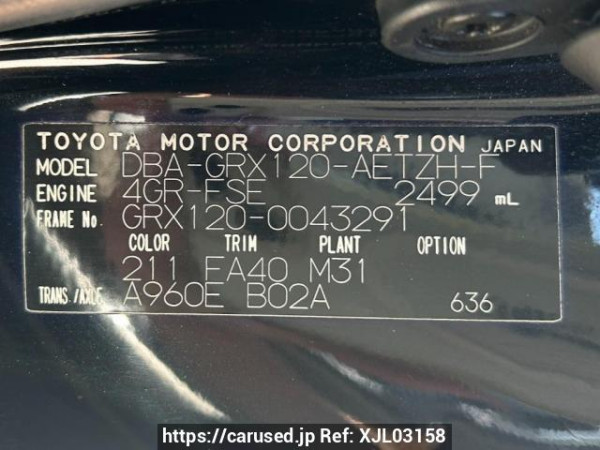 TOYOTA MOTOR CORPORATION JAPAN
MODEL DBA-GRX120-AETZH-F
ENGINE 4GR-FSE 2499 mL
FRAME No. GRX120-0043291
COLOR TRIM PLANT OPTION
211 FA40 M31
TRANS./AXLE A960E B02A 636
https://carused.jp Ref: XJL03158